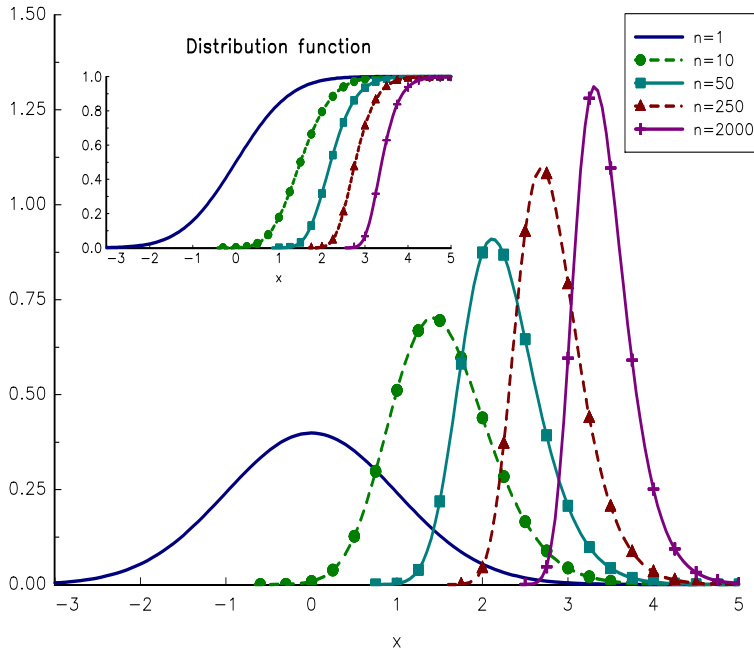 1.50
1.25
1.00
0.75
0.50
0.25
0.00
−3 −2 −1 0 1 2 3 4 5
x
Distribution function
1.0
0.8
0.6
0.4
0.2
0.0
−3 −2 −1 0 1 2 3 4 5
x
n=1
n=10
n=50
n=250
n=2000